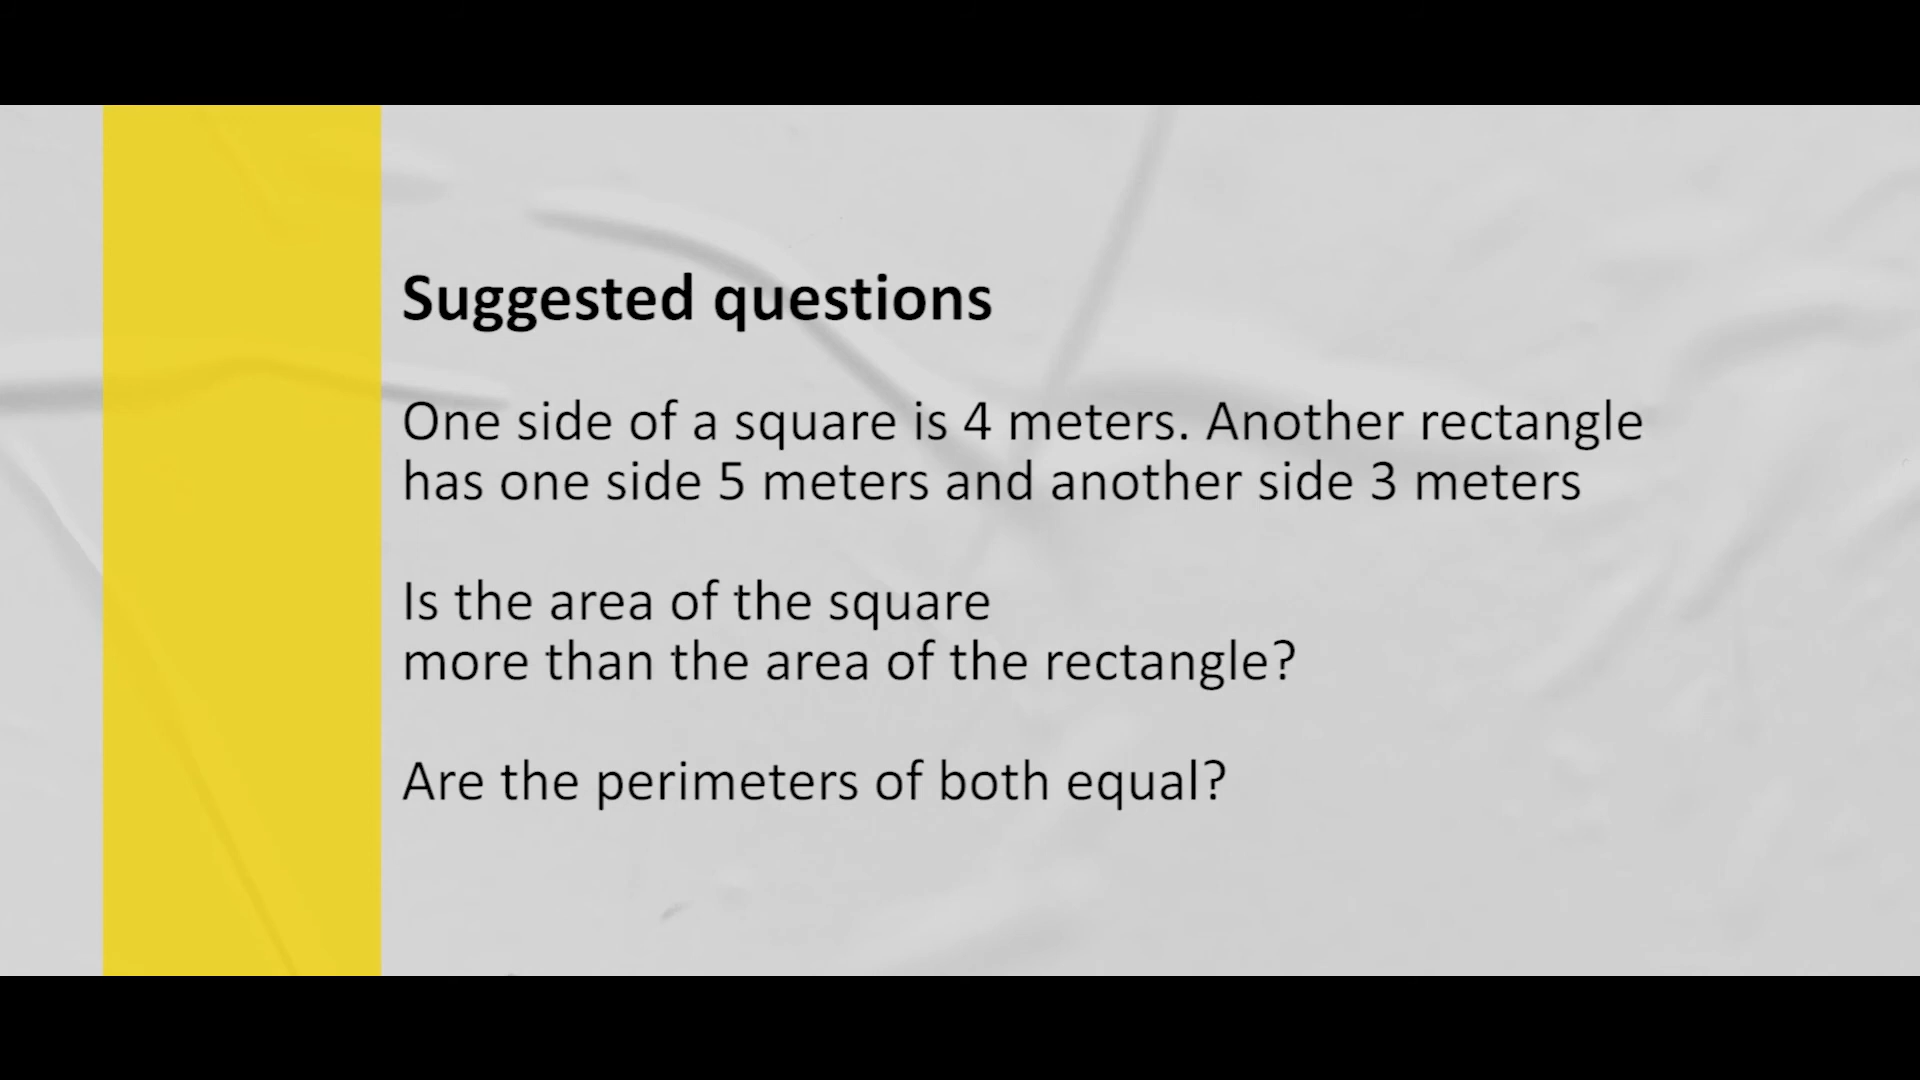 Suggested questions
One side of a square is 4 meters. Another rectangle
has one side 5 meters and another side 3 meters
Is the area of the square
more than the area of the rectangle?
Are the perimeters of both equal?